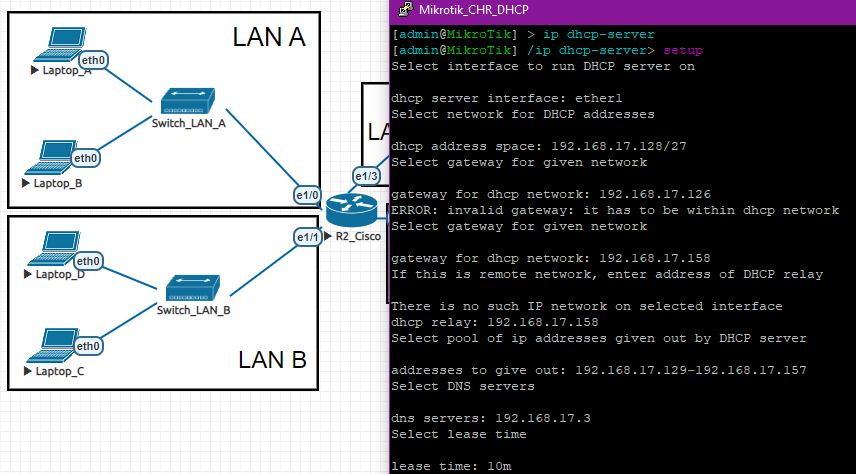 LAN A
eth0
Laptop_A
Switch_LAN_A
eth0
Laptop_B
e1/0
LA
e1/3
R2_Cisco
e1/1
eth0
Laptop_D
Switch_LAN_B
eth0
Laptop_C
LAN B
Mikrotik_CHR_DHCP
[admin@MikroTik] > ip dhcp-server
[admin@MikroTik] /ip dhcp-server> setup
Select interface to run DHCP server on
dhcp server interface: ether1
Select network for DHCP addresses
dhcp address space: 192.168.17.128/27
Select gateway for given network
gateway for dhcp network: 192.168.17.126
ERROR: invalid gateway: it has to be within dhcp network
Select gateway for given network
gateway for dhcp network: 192.168.17.158
If this is remote network, enter address of DHCP relay
There is no such IP network on selected interface
dhcp relay: 192.168.17.158
Select pool of ip addresses given out by DHCP server
addresses to give out: 192.168.17.129-192.168.17.157
Select DNS servers
dns servers: 192.168.17.3
Select lease time
lease time: 10m